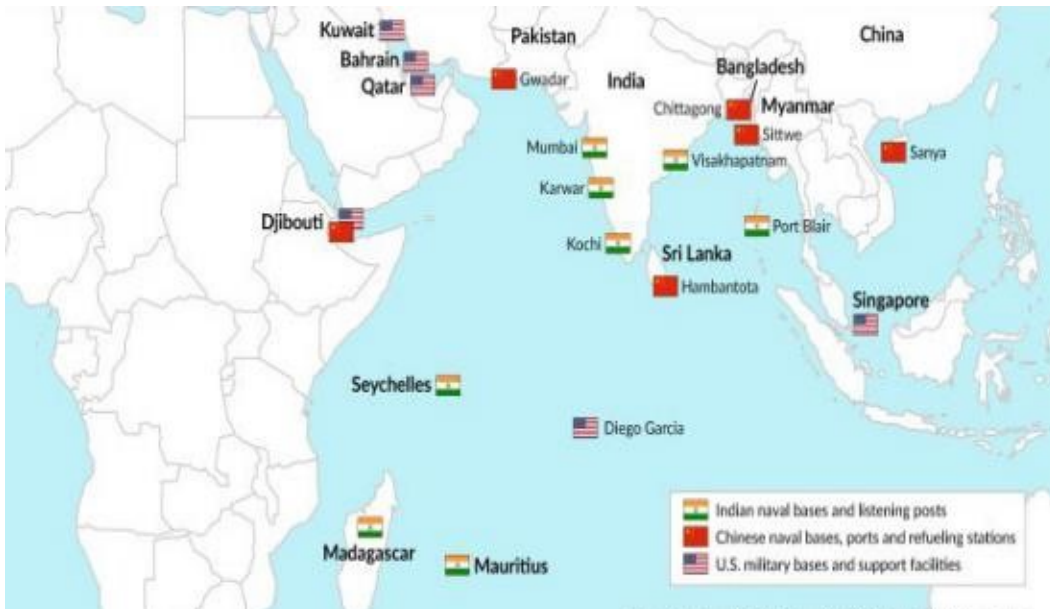 Kuwait
Pakistan
China
Bahrain
Bangladesh
Qatar
Gwadar
India
Chittagong
Myanmar
Sittwe
Mumbai
Visakhapatnam
Sanya
Karwar
Djibouti
Port Blair
Kochi
Sri Lanka
Hambantota
Singapore
Seychelles
Diego Garcia
Indian naval bases and listening posts
Chinese naval bases, ports and refueling stations
U.S. military bases and support facilities
Madagascar
Mauritius